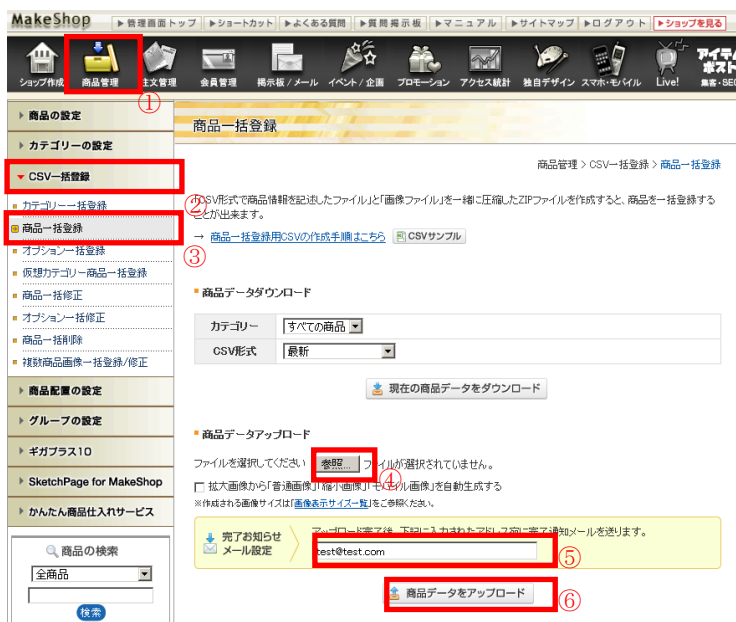 MakeShop ▶管理画面トップ ▶ショートカット ▶よくある質問 ▶質問掲示板 ▶マニュアル ▶サイトマップ ▶ログアウト ▶ショップを見る
ショップ作成 商品管理 注文管理 会員管理 掲示板/メール イベント/企画 プロモーション アクセス統計 独自デザイン スマホ・モバイル Live! 集客・SEO
アイテム
ポスト
①
商品の設定
カテゴリーの設定
CSV一括登録
カテゴリー一括登録
②
商品一括登録
③
オプション一括登録
仮想カテゴリー商品一括登録
商品一括修正
オプション一括修正
商品一括削除
複数商品画像一括登録/修正
商品配置の設定
グループの設定
ギガプラス10
SketchPage for MakeShop
かんたん商品仕入れサービス
商品の検索
全商品
検索
商品一括登録
商品管理 > CSV一括登録 > 商品一括登録
「CSV形式で商品情報を記述したファイル」と「画像ファイル」を一緒に圧縮したZIPファイルを作成すると、商品を一括登録する
ことが出来ます。
→ 商品一括登録用CSVの作成手順はこちら CSVサンプル
商品データダウンロード
カテゴリー すべての商品
CSV形式 最新
現在の商品データをダウンロード
商品データアップロード
ファイルを選択してください 参照... ファイルが選択されていません。
④
拡大画像から「普通画像」「縮小画像」「モバイル画像」を自動生成する
※作成される画像サイズは「画像表示サイズ一覧」をご参照ください。
完了お知らせ
メール設定
アップロード完了後、下記に入力されたアドレス宛に完了通知メールを送ります。
test@test.com
⑤
商品データをアップロード
⑥